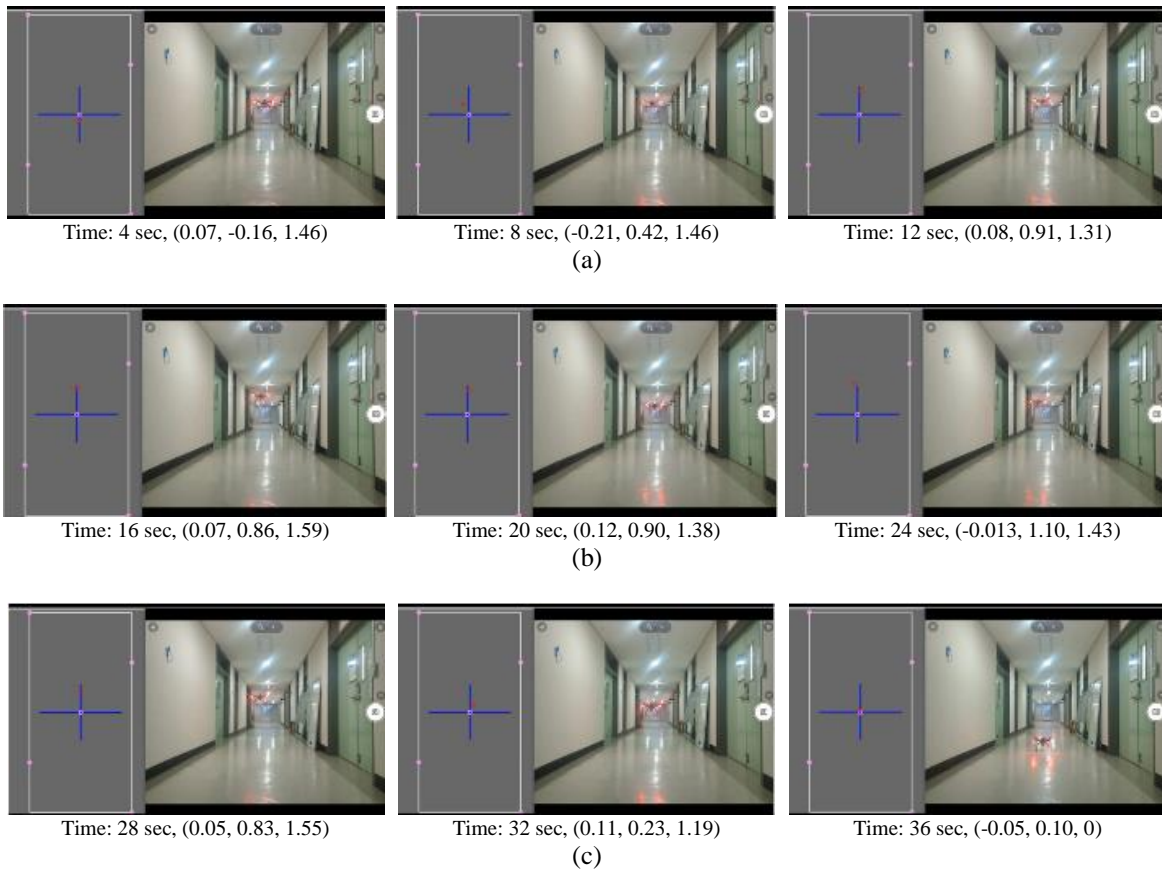 Time: 4 sec, (0.07, -0.16, 1.46) Time: 8 sec, (-0.21, 0.42, 1.46) Time: 12 sec, (0.08, 0.91, 1.31)
(a)
Time: 16 sec, (0.07, 0.86, 1.59) Time: 20 sec, (0.12, 0.90, 1.38) Time: 24 sec, (-0.013, 1.10, 1.43)
(b)
Time: 28 sec, (0.05, 0.83, 1.55) Time: 32 sec, (0.11, 0.23, 1.19) Time: 36 sec, (-0.05, 0.10, 0)
(c)